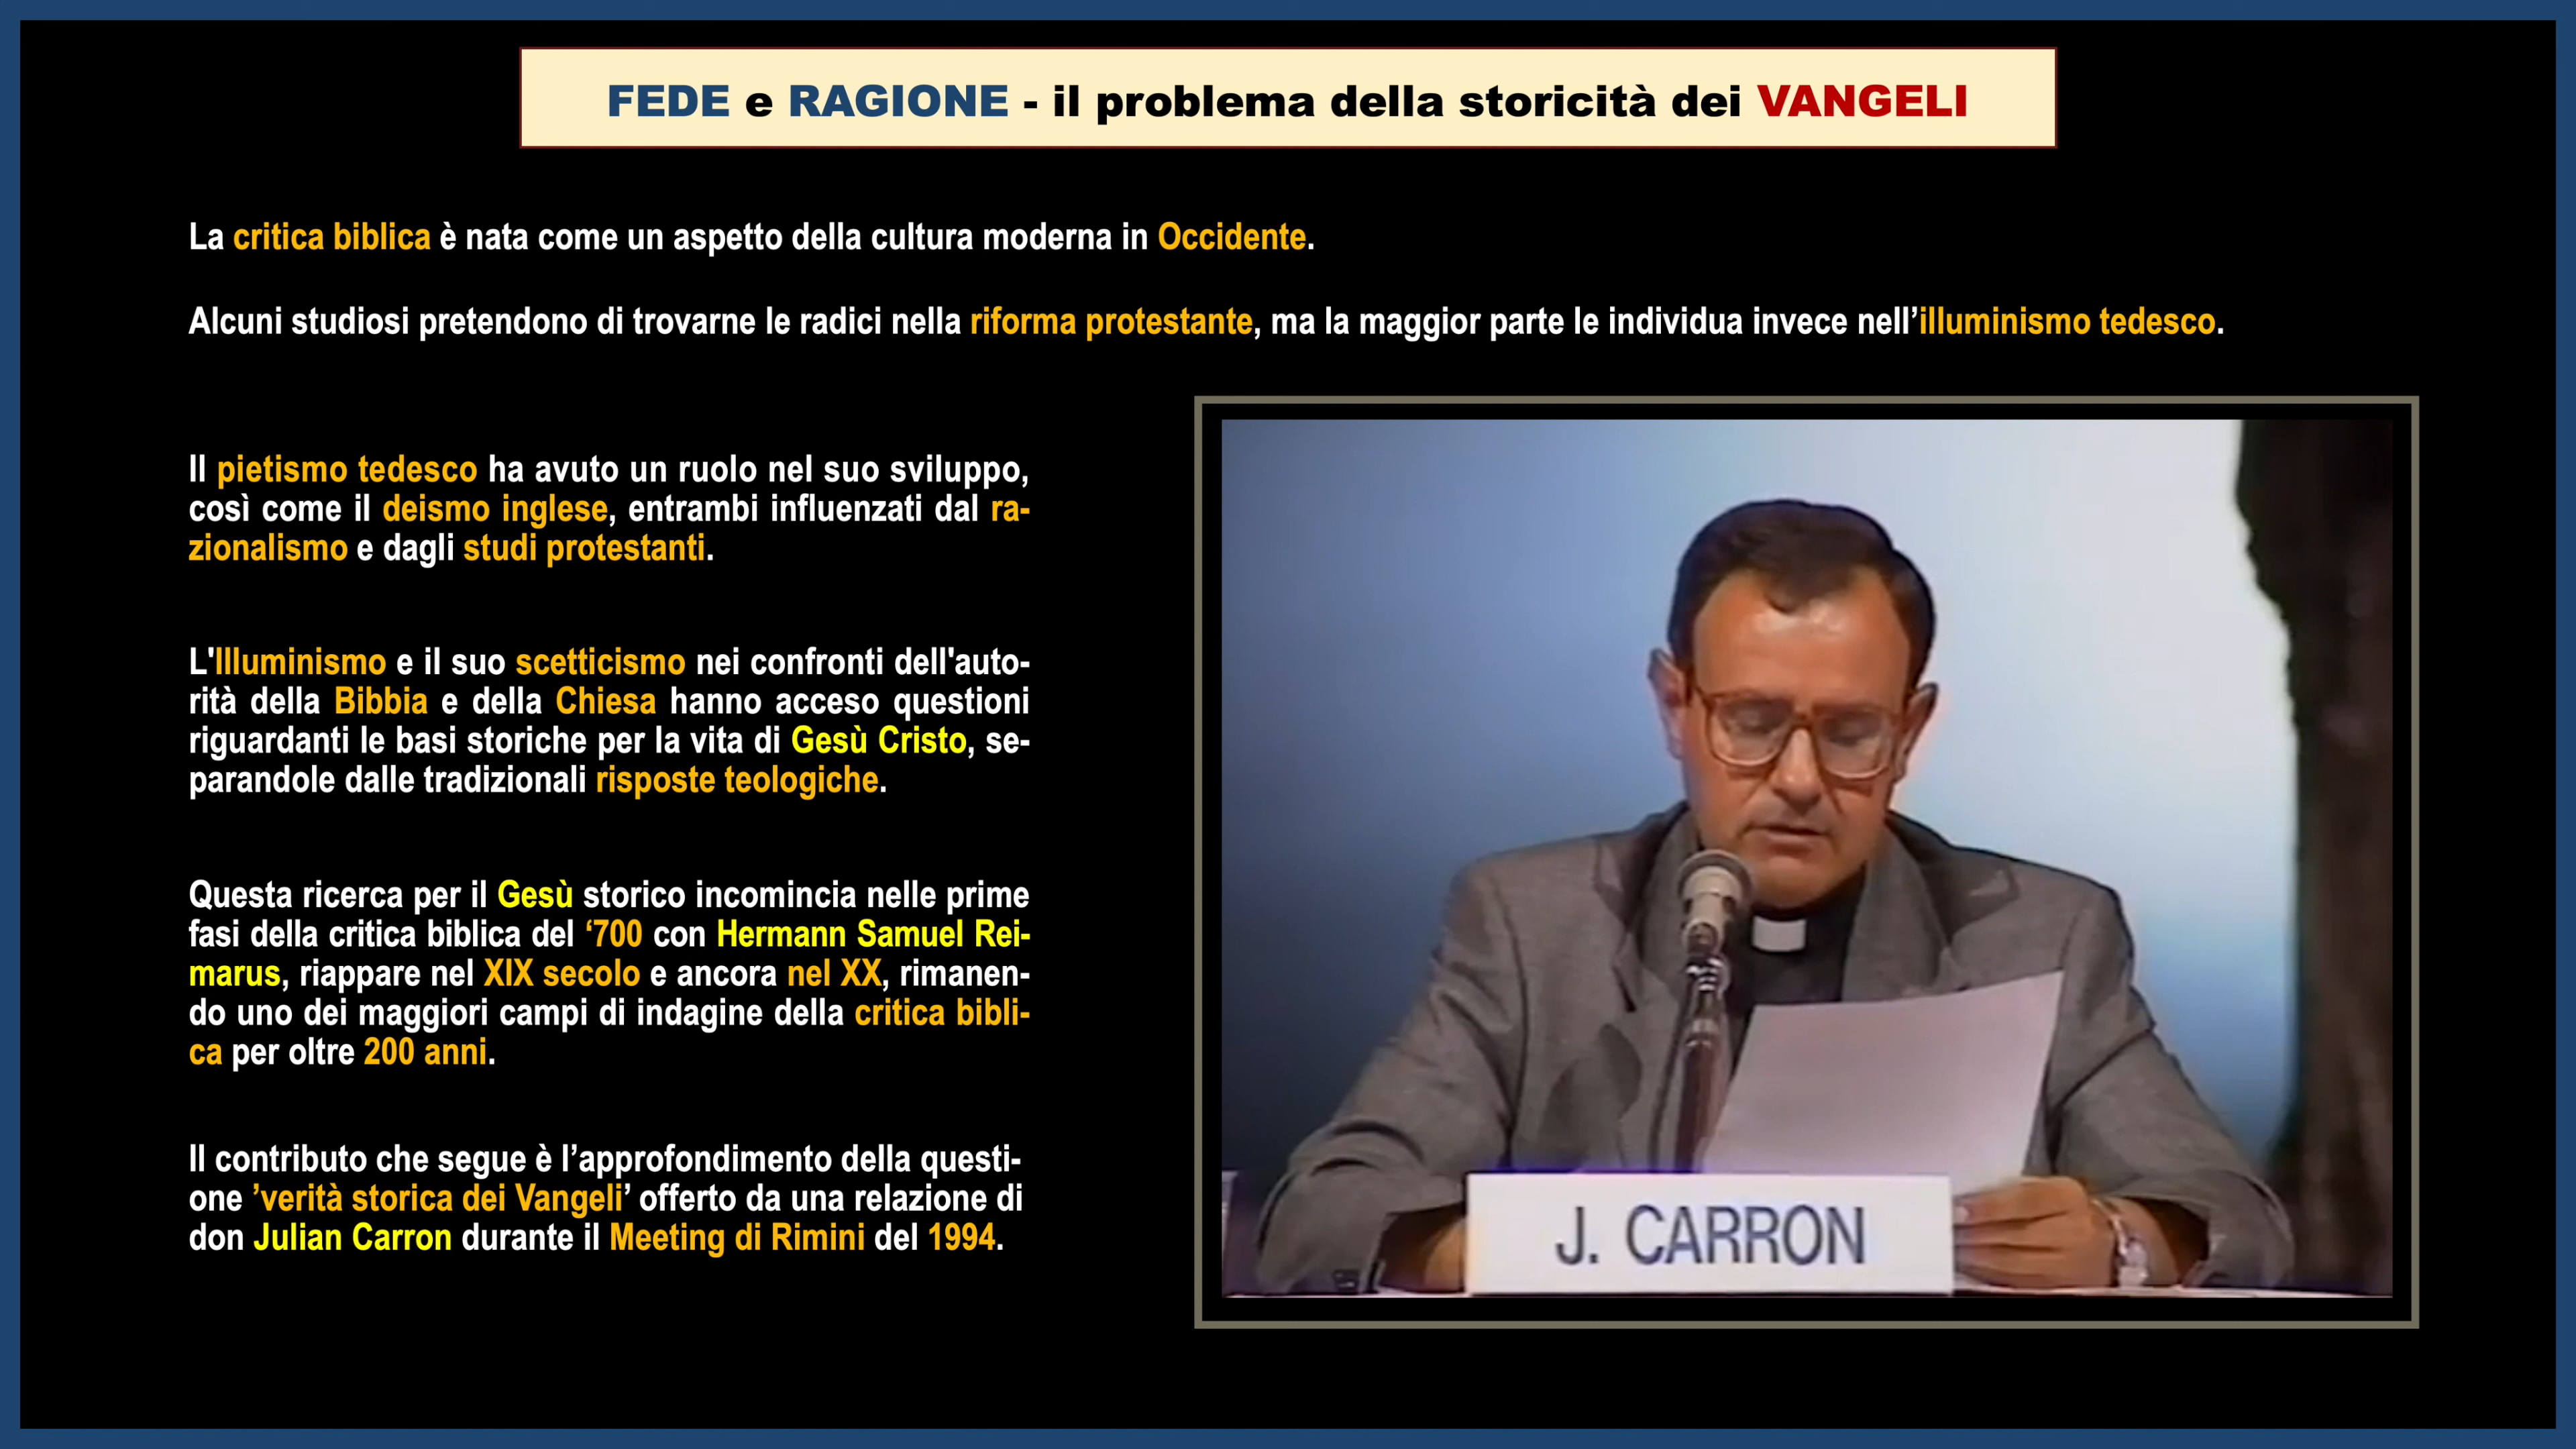 FEDE e RAGIONE - il problema della storicità dei VANGELI
La critica biblica è nata come un aspetto della cultura moderna in Occidente.
Alcuni studiosi pretendono di trovarne le radici nella riforma protestante, ma la maggior parte le individua invece nell’illuminismo tedesco.
Il pietismo tedesco ha avuto un ruolo nel suo sviluppo,
così come il deismo inglese, entrambi influenzati dal ra-
zionalismo e dagli studi protestanti.
L'Illuminismo e il suo scetticismo nei confronti dell'auto-
rità della Bibbia e della Chiesa hanno acceso questioni
riguardanti le basi storiche per la vita di Gesù Cristo, se-
parandole dalle tradizionali risposte teologiche.
Questa ricerca per il Gesù storico incomincia nelle prime
fasi della critica biblica del ‘700 con Hermann Samuel Rei-
marus, riappare nel XIX secolo e ancora nel XX, rimanen-
do uno dei maggiori campi di indagine della critica bibli-
ca per oltre 200 anni.
Il contributo che segue è l’approfondimento della questi-
one ’verità storica dei Vangeli’ offerto da una relazione di
don Julian Carron durante il Meeting di Rimini del 1994.
J. CARRON